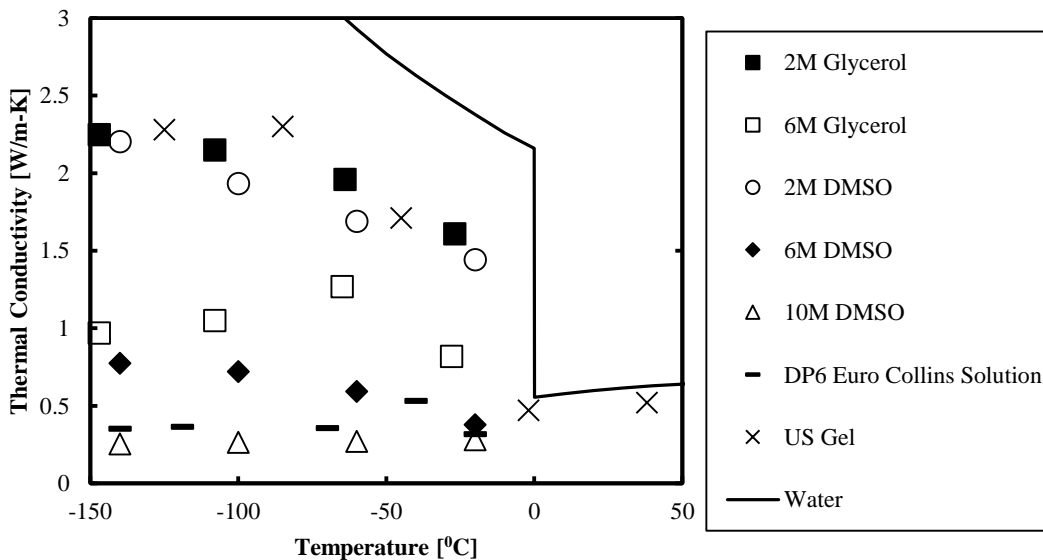 3
2.5
2
1.5
1
0.5
0
-150
-100
-50
0
50
Thermal Conductivity [W/m-K]
Temperature [⁰C]
2M Glycerol
6M Glycerol
2M DMSO
6M DMSO
10M DMSO
DP6 Euro Collins Solution
US Gel
Water